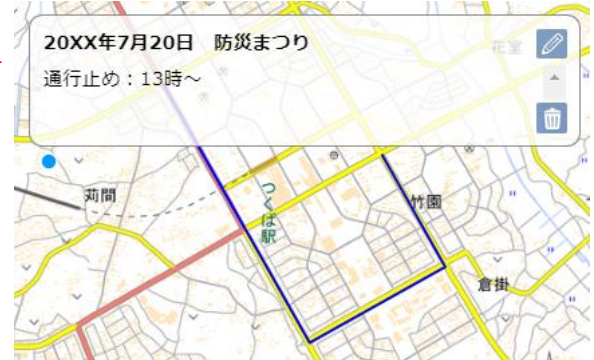 20XX年7月20日　防災まつり
通行止め：13時～
花室
苅間
つくば駅
竹園
倉掛